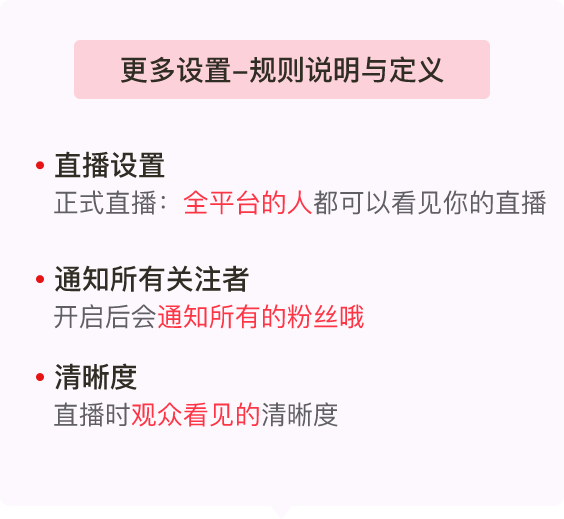 更多设置–规则说明与定义
• 直播设置
正式直播：全平台的人都可以看见你的直播
• 通知所有关注者
开启后会通知所有的粉丝哦
• 清晰度
直播时观众看见的清晰度